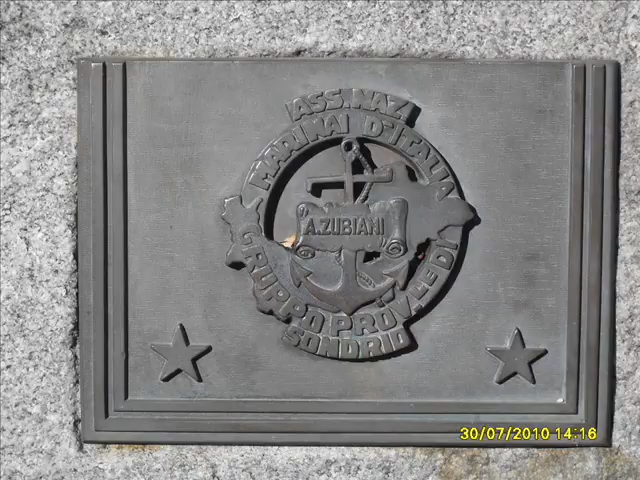 ASS. NAZ.
MARINAI D'ITALIA
A.ZUBIANI
GRUPPO PROV.LE DI
SONDRIO
30/07/2010 14:16